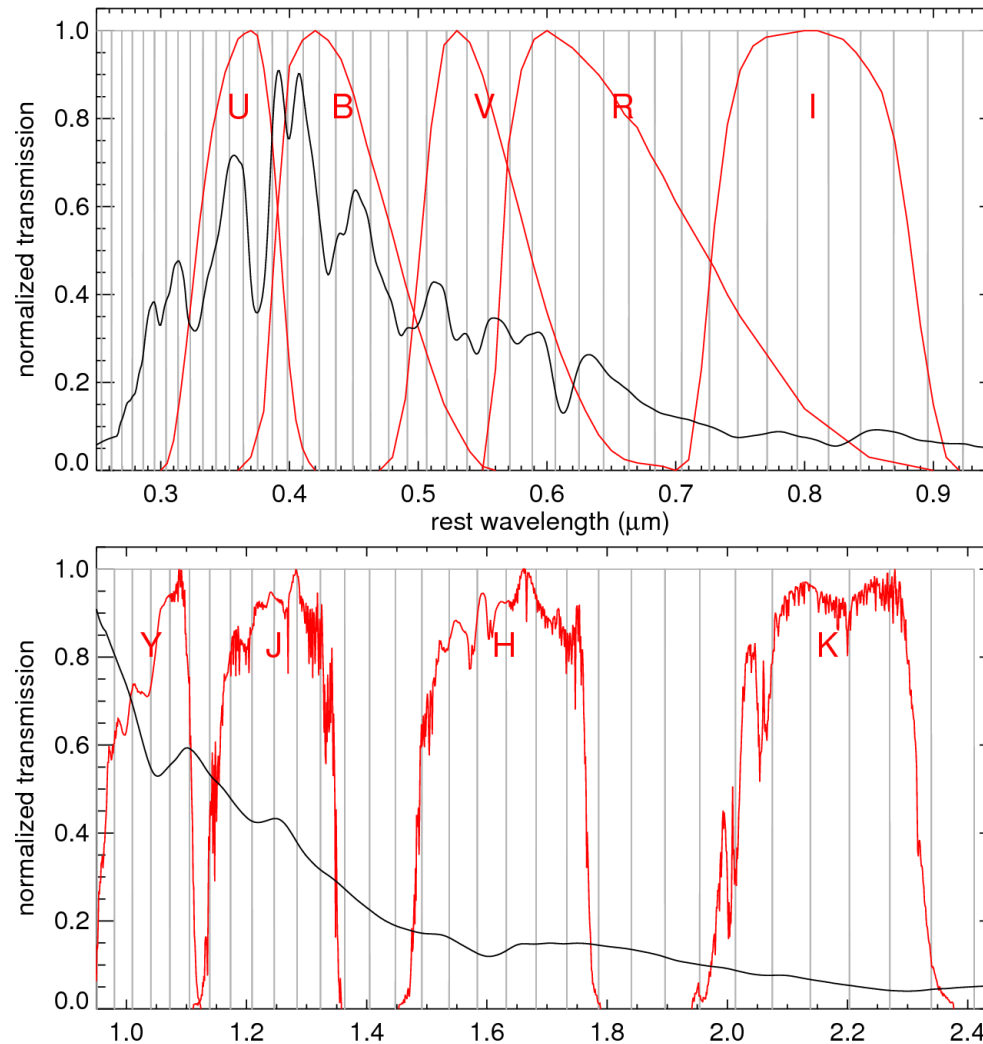 normalized transmission
1.0
0.8
0.6
0.4
0.2
0.0
U B V R I
0.3 0.4 0.5 0.6 0.7 0.8 0.9
rest wavelength (μm)
normalized transmission
1.0
0.8
0.6
0.4
0.2
0.0
Y J H K
1.0 1.2 1.4 1.6 1.8 2.0 2.2 2.4